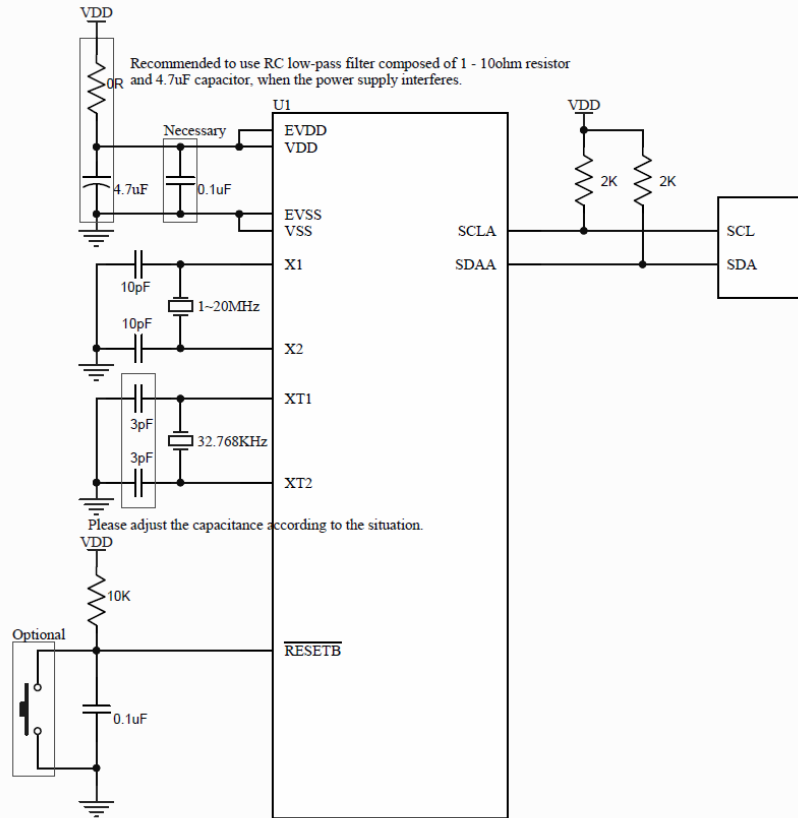 VDD
Recommended to use RC low-pass filter composed of 1 - 10ohm resistor
0R and 4.7uF capacitor, when the power supply interferes.
U1
VDD
Necessary
EVDD
VDD
4.7uF
0.1uF
2K
2K
EVSS
VSS
SCLA
SCL
X1
SDAA
SDA
10pF
1~20MHz
10pF
X2
XT1
3pF
32.768KHz
3pF
XT2
Please adjust the capacitance according to the situation.
VDD
10K
Optional
RESETB
0.1uF